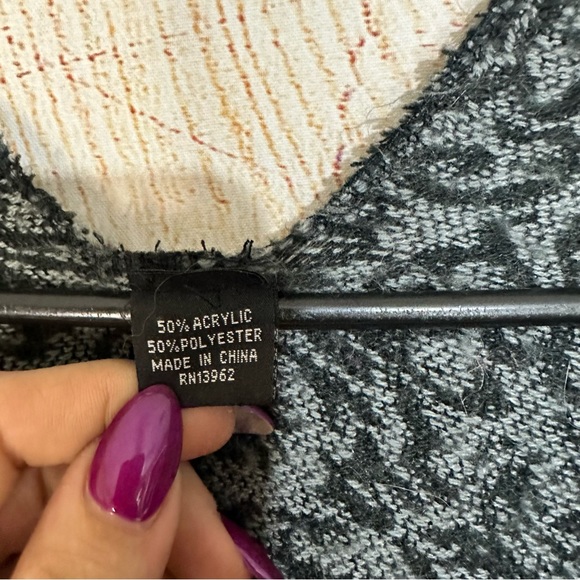 50% ACRYLIC
50%POLYESTER
MADE IN CHINA
RN13962